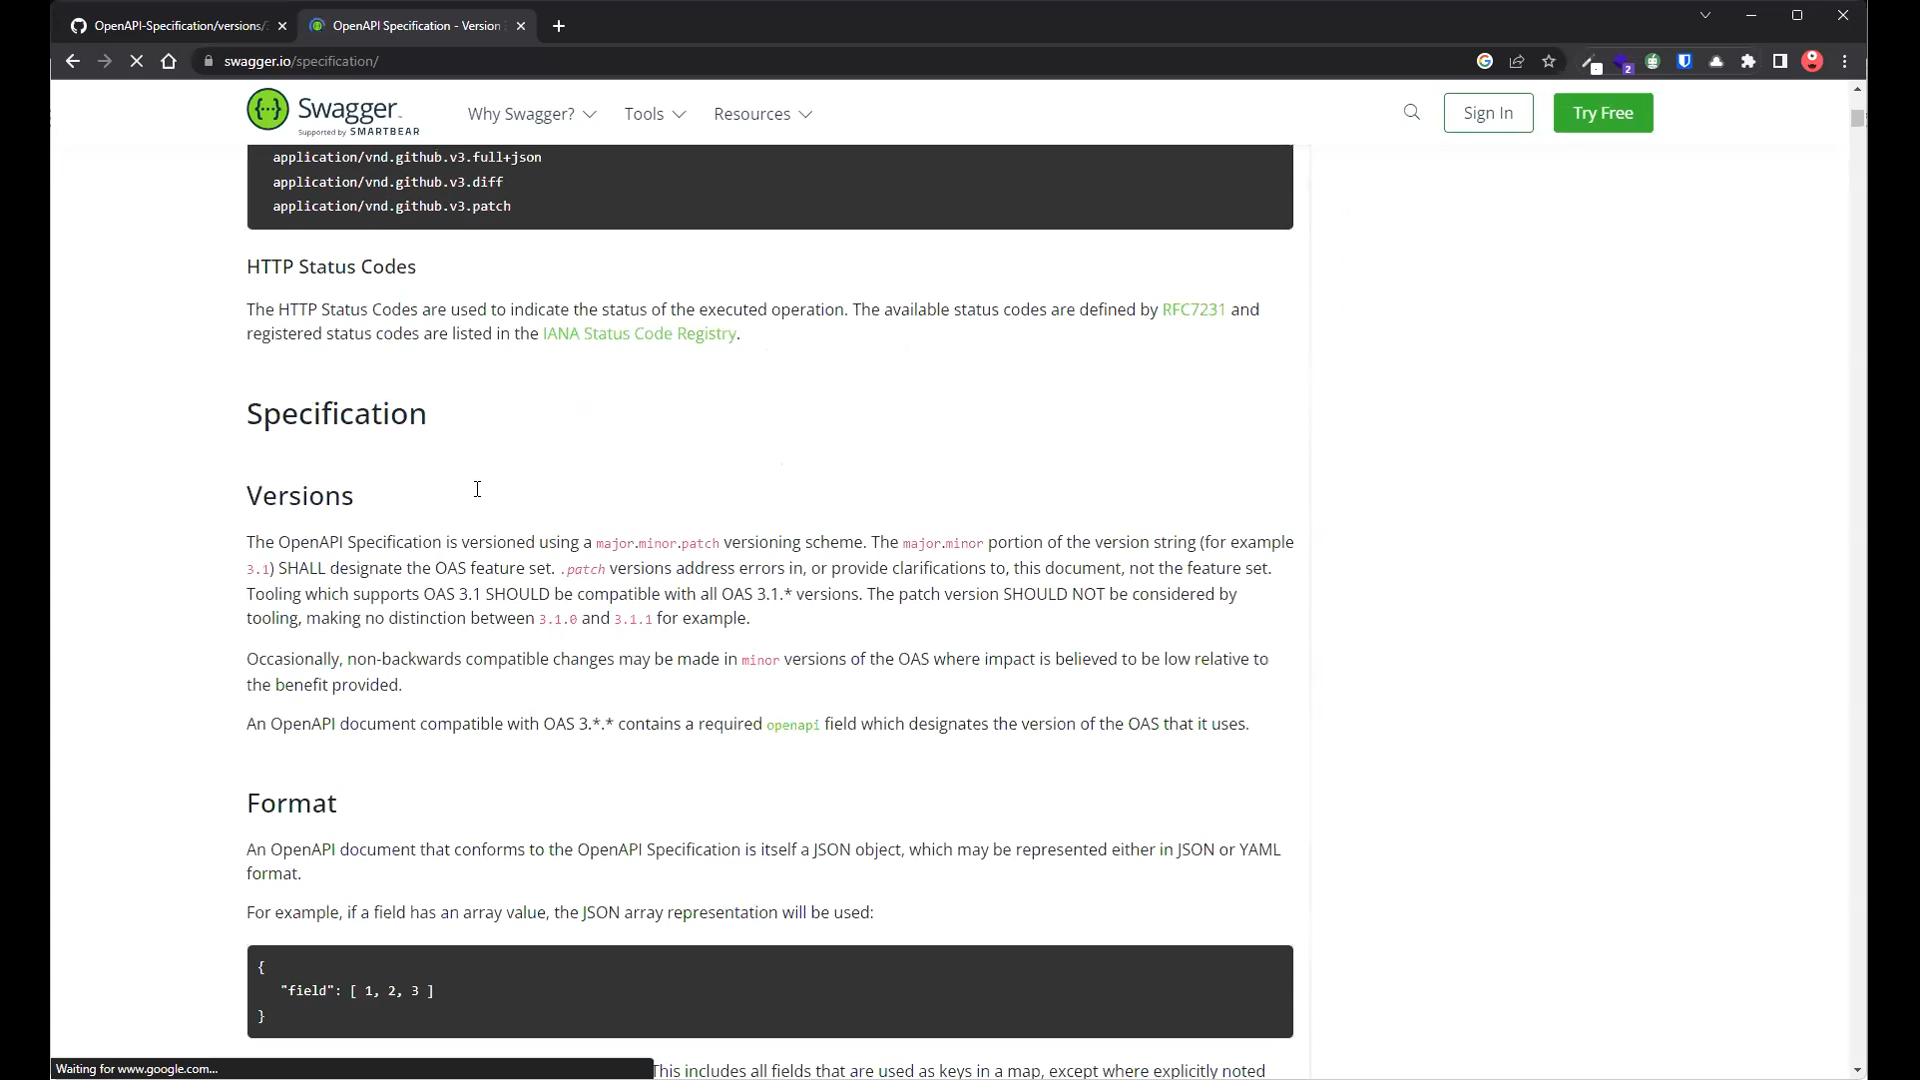 OpenAPI-Specification/versions/
OpenAPI Specification - Version
swagger.io/specification/
2
Swagger
Supported by SMARTBEAR
Why Swagger?
Tools
Resources
Sign In
Try Free
application/vnd.github.v3.full+json
application/vnd.github.v3.diff
application/vnd.github.v3.patch
HTTP Status Codes
The HTTP Status Codes are used to indicate the status of the executed operation. The available status codes are defined by RFC7231 and
registered status codes are listed in the IANA Status Code Registry.
Specification
Versions
The OpenAPI Specification is versioned using a major.minor.patch versioning scheme. The major.minor portion of the version string (for example
3.1) SHALL designate the OAS feature set. .patch versions address errors in, or provide clarifications to, this document, not the feature set.
Tooling which supports OAS 3.1 SHOULD be compatible with all OAS 3.1.* versions. The patch version SHOULD NOT be considered by
tooling, making no distinction between 3.1.0 and 3.1.1 for example.
Occasionally, non-backwards compatible changes may be made in minor versions of the OAS where impact is believed to be low relative to
the benefit provided.
An OpenAPI document compatible with OAS 3.*.* contains a required openapi field which designates the version of the OAS that it uses.
Format
An OpenAPI document that conforms to the OpenAPI Specification is itself a JSON object, which may be represented either in JSON or YAML
format.
For example, if a field has an array value, the JSON array representation will be used:
{
"field": [ 1, 2, 3 ]
}
Waiting for www.google.com...
This includes all fields that are used as keys in a map, except where explicitly noted